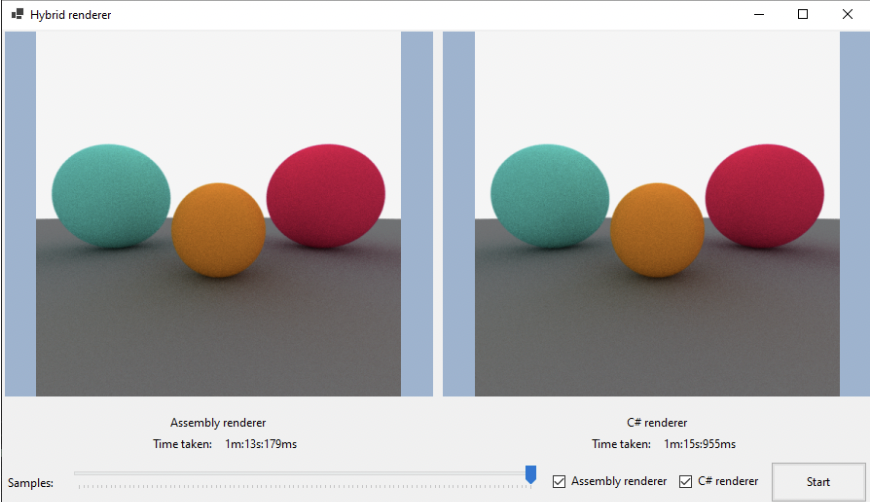 Hybrid renderer
Assembly renderer
Time taken: 1m:13s:179ms
C# renderer
Time taken: 1m:15s:955ms
Samples:
Assembly renderer
C# renderer
Start